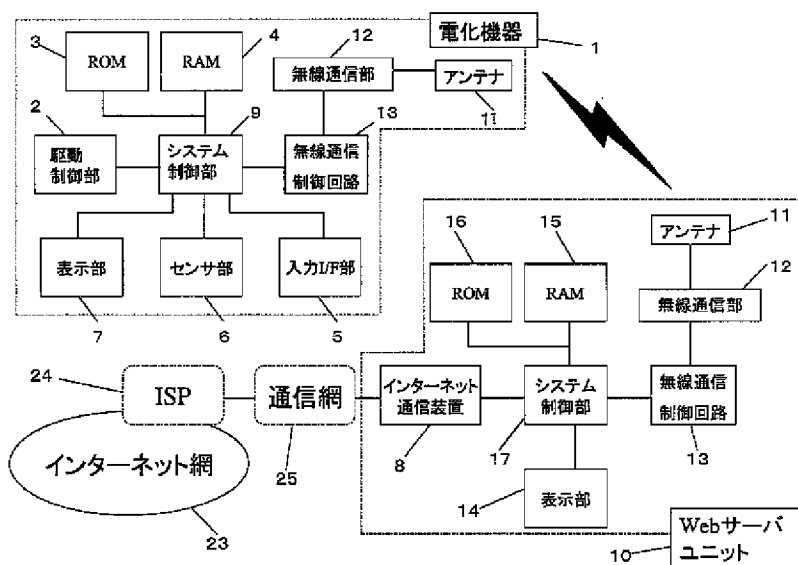 電化機器
1
3
4
12
ROM
RAM
無線通信部
アンテナ
11
2
9
13
駆動
制御部
システム
制御部
無線通信
制御回路
表示部
センサ部
入力I/F部
7
6
5
16
15
11
アンテナ
ROM
RAM
12
無線通信部
24
ISP
通信網
インターネット
通信装置
システム
制御部
無線通信
制御回路
25
8
17
13
インターネット網
23
14
表示部
10
Webサーバ
ユニット